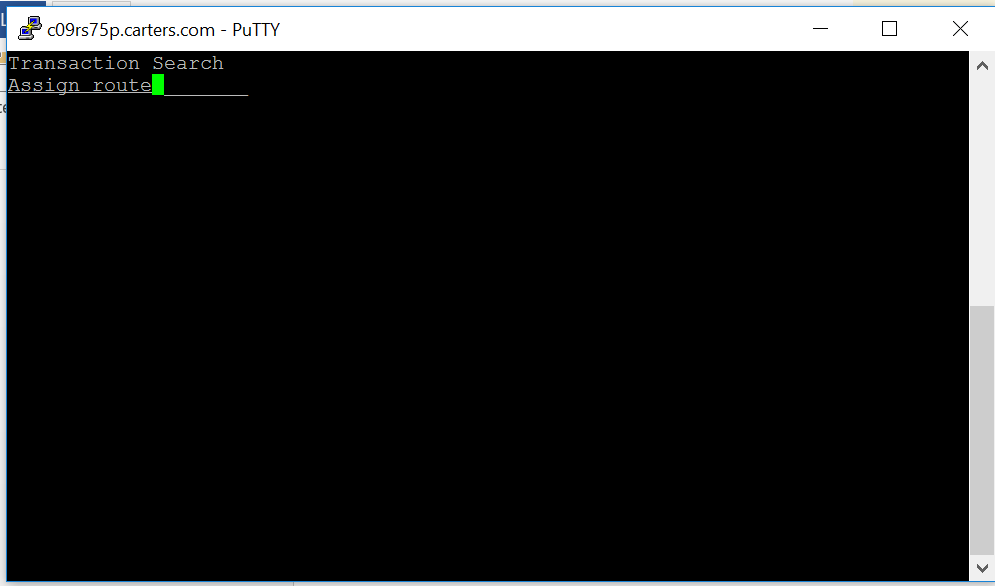 c09rs75p.carters.com - PuTTY
Transaction Search
Assign route